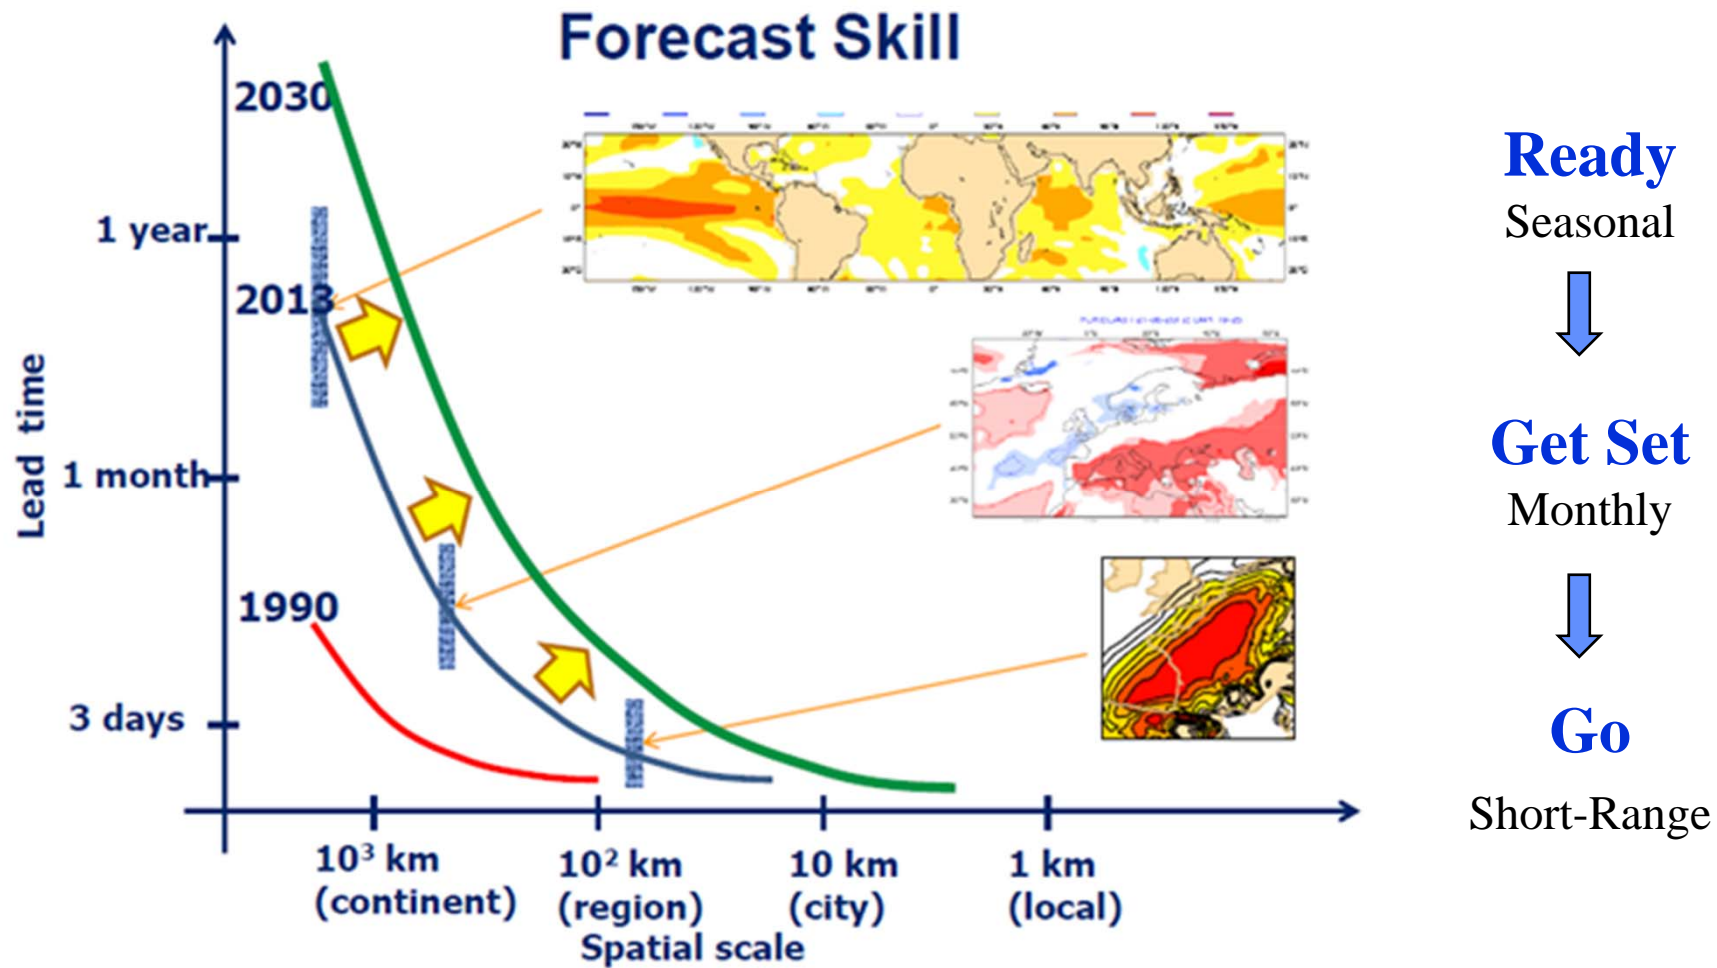 Forecast Skill
2030
1 year
2013
1 month
1990
3 days
Lead time
10³ km
(continent)
10² km
(region)
10 km
(city)
1 km
(local)
Spatial scale
Ready
Seasonal
Get Set
Monthly
Go
Short-Range